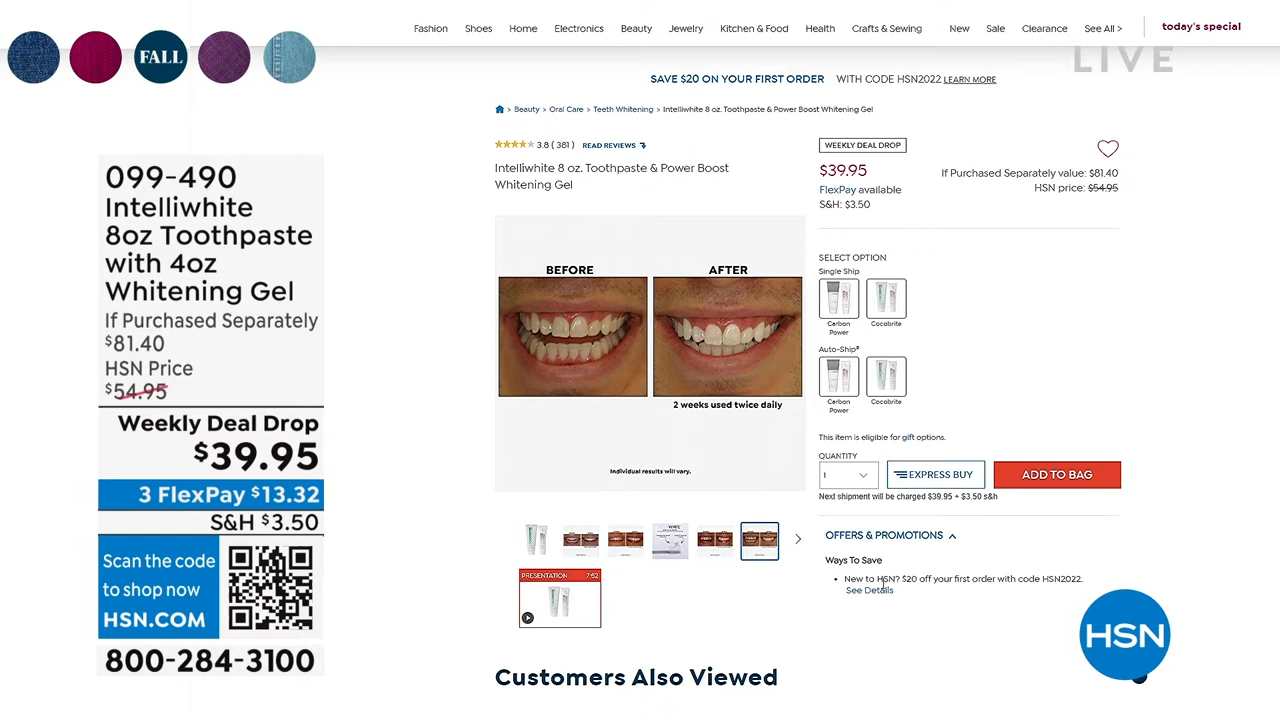 Fashion Shoes Home Electronics Beauty Jewelry Kitchen & Food Health Crafts & Sewing New Sale Clearance See All > today's special
FALL
LIVE
SAVE $20 ON YOUR FIRST ORDER WITH CODE HSN2022 LEARN MORE
> Beauty > Oral Care > Teeth Whitening > Intelliwhite 8 oz. Toothpaste & Power Boost Whitening Gel
099-490
Intelliwhite
8oz Toothpaste
with 4oz
Whitening Gel
If Purchased Separately
$81.40
HSN Price
$54.95
Weekly Deal Drop
$39.95
3 FlexPay $13.32
S&H $3.50
Scan the code
to shop now
HSN.COM
800-284-3100
3.8 ( 381 ) READ REVIEWS
Intelliwhite 8 oz. Toothpaste & Power Boost
Whitening Gel
BEFORE AFTER
2 weeks used twice daily
Individual results will vary.
PRESENTATION 7:52
WEEKLY DEAL DROP
$39.95
If Purchased Separately value: $81.40
FlexPay available
HSN price: $54.95
S&H: $3.50
SELECT OPTION
Single Ship
Carbon
Power
Cocobrite
Auto-Ship®
Carbon
Power
Cocobrite
This item is eligible for gift options.
QUANTITY
1
EXPRESS BUY
ADD TO BAG
Next shipment will be charged $39.95 + $3.50 s&h
OFFERS & PROMOTIONS
Ways To Save
• New to HSN? $20 off your first order with code HSN2022.
See Details
HSN
Customers Also Viewed